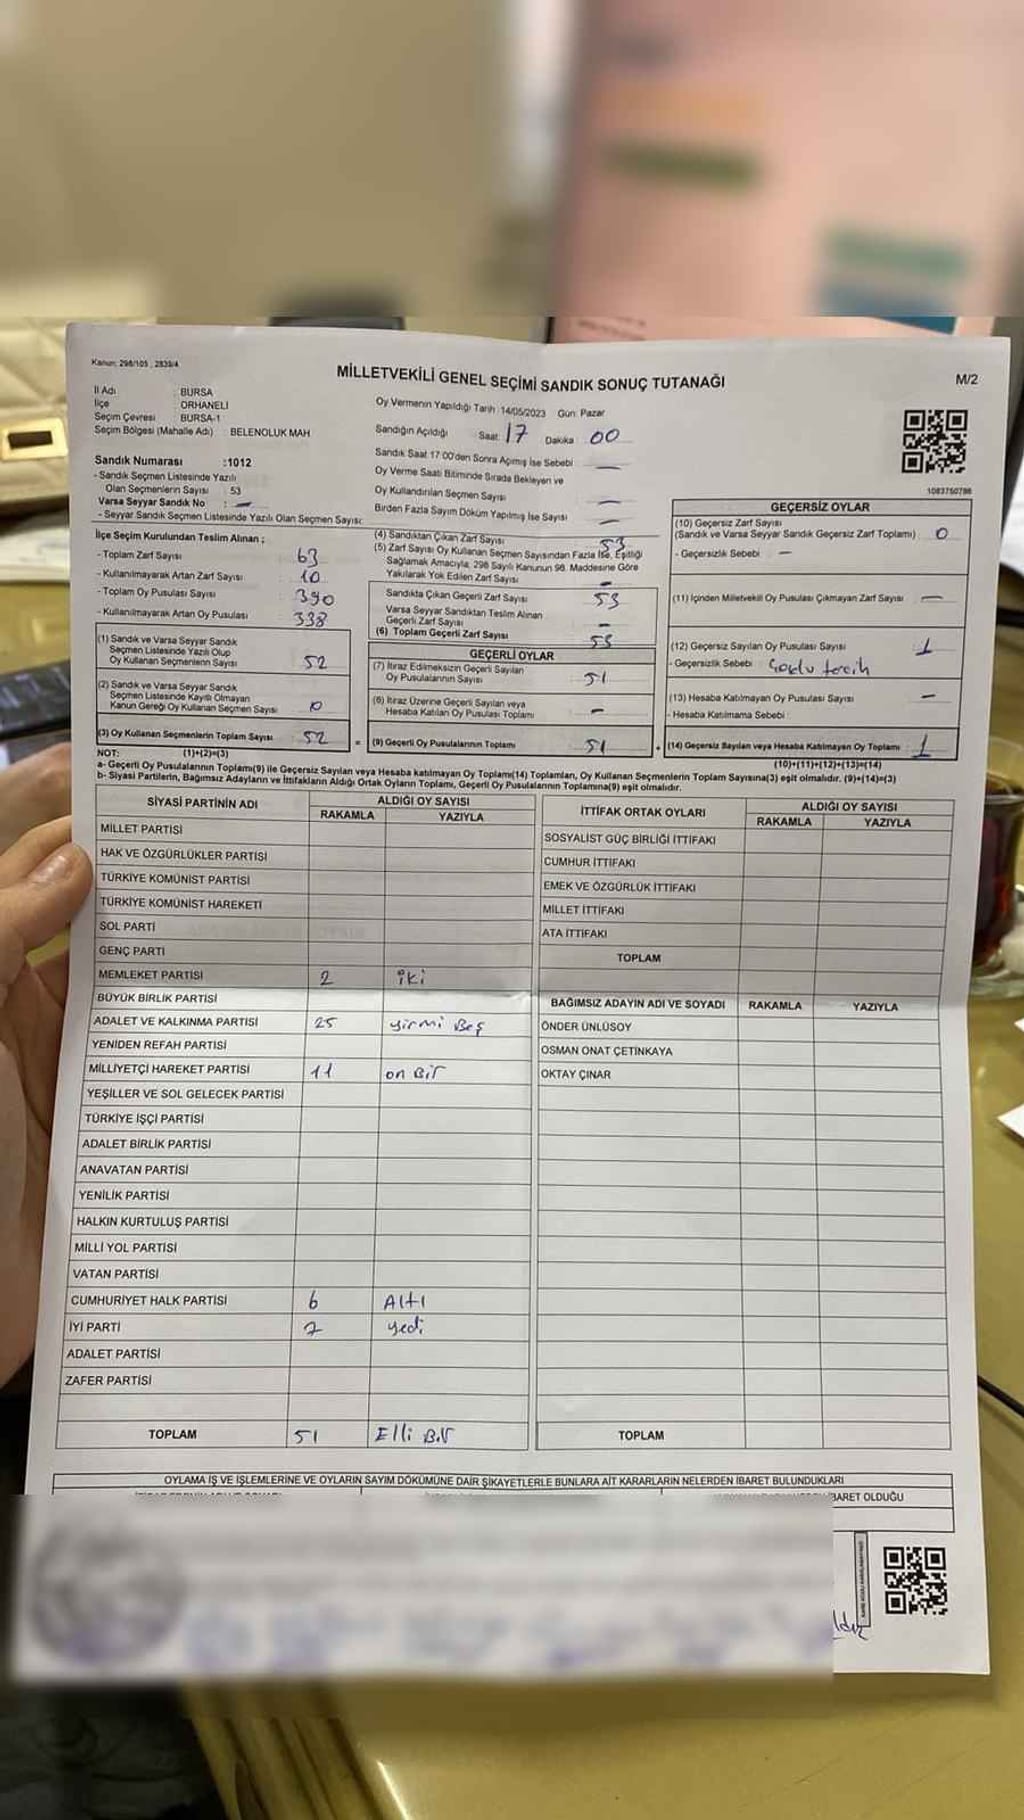 Kanun: 298/105 , 2839/4
MİLLETVEKİLİ GENEL SEÇİMİ SANDIK SONUÇ TUTANAĞI
M/2
İl Adı : BURSA
İlçe : ORHANELİ
Seçim Çevresi : BURSA-1
Seçim Bölgesi (Mahalle Adı) : BELENOLUK MAH
Sandık Numarası :1012
- Sandık Seçmen Listesinde Yazılı
Olan Seçmenlerin Sayısı : 53
Varsa Seyyar Sandık No : —
- Seyyar Sandık Seçmen Listesinde Yazılı Olan Seçmen Sayısı:
Oy Vermenin Yapıldığı Tarih :14/05/2023 Gün: Pazar
Sandığın Açıldığı Saat: 17 Dakika 00
Sandık Saat 17:00'den Sonra Açımış İse Sebebi —
Oy Verme Saati Bitiminde Sırada Bekleyen ve
Oy Kullandırılan Seçmen Sayısı —
Birden Fazla Sayım Döküm Yapılmış İse Sayısı —
1083750786
İlçe Seçim Kurulundan Teslim Alınan ;
- Toplam Zarf Sayısı : 63
- Kullanılmayarak Artan Zarf Sayısı : 10
- Toplam Oy Pusulası Sayısı : 390
- Kullanılmayarak Artan Oy Pusulası : 338
(1) Sandık ve Varsa Seyyar Sandık
Seçmen Listesinde Yazılı Olup
Oy Kullanan Seçmenlerin Sayısı : 52
(2) Sandık ve Varsa Seyyar Sandık
Seçmen Listesinde Kayıtlı Olmayan
Kanun Gereği Oy Kullanan Seçmen Sayısı : 0
(3) Oy Kullanan Seçmenlerin Toplam Sayısı : 52
(4) Sandıktan Çıkan Zarf Sayısı : 53
(5) Zarf Sayısı Oy Kullanan Seçmen Sayısından Fazla İse, Eşitliği
Sağlamak Amacıyla; 298 Sayılı Kanunun 98. Maddesine Göre
Yakılarak Yok Edilen Zarf Sayısı : —
Sandıkta Çıkan Geçerli Zarf Sayısı : 53
Varsa Seyyar Sandıktan Teslim Alınan
Geçerli Zarf Sayısı : —
(6) Toplam Geçerli Zarf Sayısı : 53
GEÇERLİ OYLAR
(7) İtiraz Edilmeksizin Geçerli Sayılan
Oy Pusulalarının Sayısı : 51
(8) İtiraz Üzerine Geçerli Sayılan veya
Hesaba Katılan Oy Pusulası Toplamı : —
= (9) Geçerli Oy Pusulalarının Toplamı : 51
GEÇERSİZ OYLAR
(10) Geçersiz Zarf Sayısı
(Sandık ve Varsa Seyyar Sandık Geçersiz Zarf Toplamı) : 0
- Geçersizlik Sebebi : —
(11) İçinden Milletvekili Oy Pusulası Çıkmayan Zarf Sayısı : —
(12) Geçersiz Sayılan Oy Pusulası Sayısı : 1
- Geçersizlik Sebebi : Çoklu tercih
(13) Hesaba Katılmayan Oy Pusulası Sayısı : —
- Hesaba Katılmama Sebebi :
+ (14) Geçersiz Sayılan veya Hesaba Katılmayan Oy Toplamı : 1
NOT: (1)+(2)=(3)
(10)+(11)+(12)+(13)=(14)
a- Geçerli Oy Pusulalarının Toplamı(9) ile Geçersiz Sayılan veya Hesaba katılmayan Oy Toplamı(14) Toplamları, Oy Kullanan Seçmenlerin Toplam Sayısına(3) eşit olmalıdır. (9)+(14)=(3)
b- Siyasi Partilerin, Bağımsız Adayların ve İttifakların Aldığı Ortak Oyların Toplamı, Geçerli Oy Pusulalarının Toplamına(9) eşit olmalıdır.
SİYASİ PARTİNİN ADI ALDIĞI OY SAYISI
RAKAMLA YAZIYLA
MİLLET PARTİSİ
HAK VE ÖZGÜRLÜKLER PARTİSİ
TÜRKİYE KOMÜNİST PARTİSİ
TÜRKİYE KOMÜNİST HAREKETİ
SOL PARTİ
GENÇ PARTİ
MEMLEKET PARTİSİ 2 iki
BÜYÜK BİRLİK PARTİSİ
ADALET VE KALKINMA PARTİSİ 25 yirmi Beş
YENİDEN REFAH PARTİSİ
MİLLİYETÇİ HAREKET PARTİSİ 11 on Bir
YEŞİLLER VE SOL GELECEK PARTİSİ
TÜRKİYE İŞÇİ PARTİSİ
ADALET BİRLİK PARTİSİ
ANAVATAN PARTİSİ
YENİLİK PARTİSİ
HALKIN KURTULUŞ PARTİSİ
MİLLİ YOL PARTİSİ
VATAN PARTİSİ
CUMHURİYET HALK PARTİSİ 6 Altı
İYİ PARTİ 7 yedi
ADALET PARTİSİ
ZAFER PARTİSİ
TOPLAM 51 Elli Bir
İTTİFAK ORTAK OYLARI ALDIĞI OY SAYISI
RAKAMLA YAZIYLA
SOSYALİST GÜÇ BİRLİĞİ İTTİFAKI
CUMHUR İTTİFAKI
EMEK VE ÖZGÜRLÜK İTTİFAKI
MİLLET İTTİFAKI
ATA İTTİFAKI
TOPLAM
BAĞIMSIZ ADAYIN ADI VE SOYADI RAKAMLA YAZIYLA
ÖNDER ÜNLÜSOY
OSMAN ONAT ÇETİNKAYA
OKTAY ÇINAR
TOPLAM
OYLAMA İŞ VE İŞLEMLERİNE VE OYLARIN SAYIM DÖKÜMÜNE DAİR ŞİKAYETLERLE BUNLARA AİT KARARLARIN NELERDEN İBARET BULUNDUKLARI
İBARET OLDUĞU